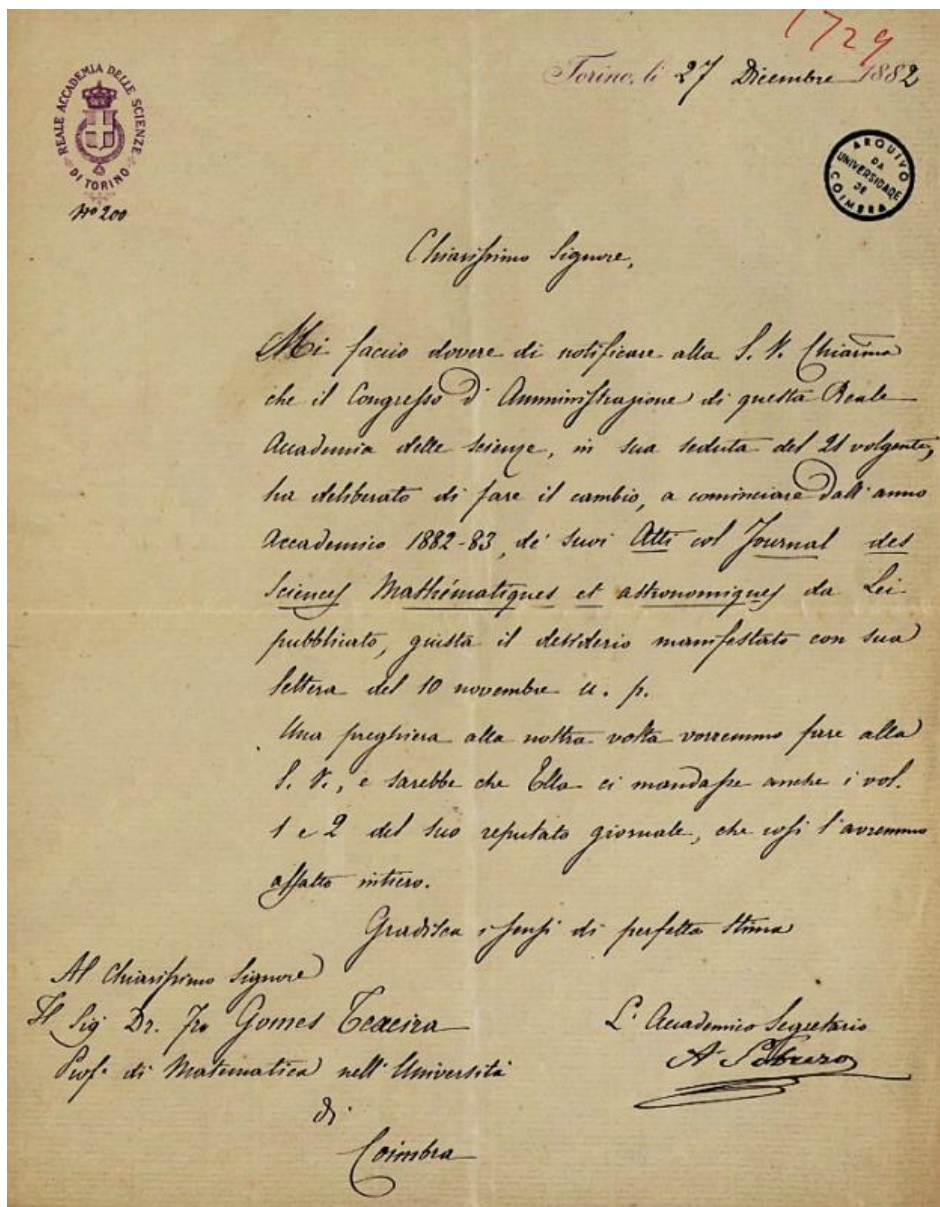 1729
Torino, li 27 Dicembre 1882
REALE ACCADEMIA DELLE SCIENZE
DI TORINO
Nº 200
ARQUIVO
DA
UNIVERSIDADE
DE
COIMBRA
Chiarissimo Signore,
Mi faccio dovere di notificare alla S. V. Chiarma
che il Congresso d'Amministrazione di questa Reale
Accademia delle scienze, in sua seduta del 21 volgente,
ha deliberato di fare il cambio, a cominciare dall'anno
Accademico 1882-83, de' suoi Atti col Journal des
Sciences Mathématiques et astronomiques da Lei
pubblicato, giusta il desiderio manifestato con sua
lettera del 10 novembre u. p.
Una preghiera alla nostra volta vorremmo fare alla
S. V., e sarebbe che Ella ci mandasse anche i vol.
1 e 2 del suo reputato giornale, che così l'avremmo
affatto intiero.
Gradisca i sensi di perfetta stima
Al Chiarissimo Signore
Il Sig. Dr. Fro Gomes Texeira
Prof. di Matematica nell'Università
di
Coimbra
L'Accademico Segretario
A. Sobrero